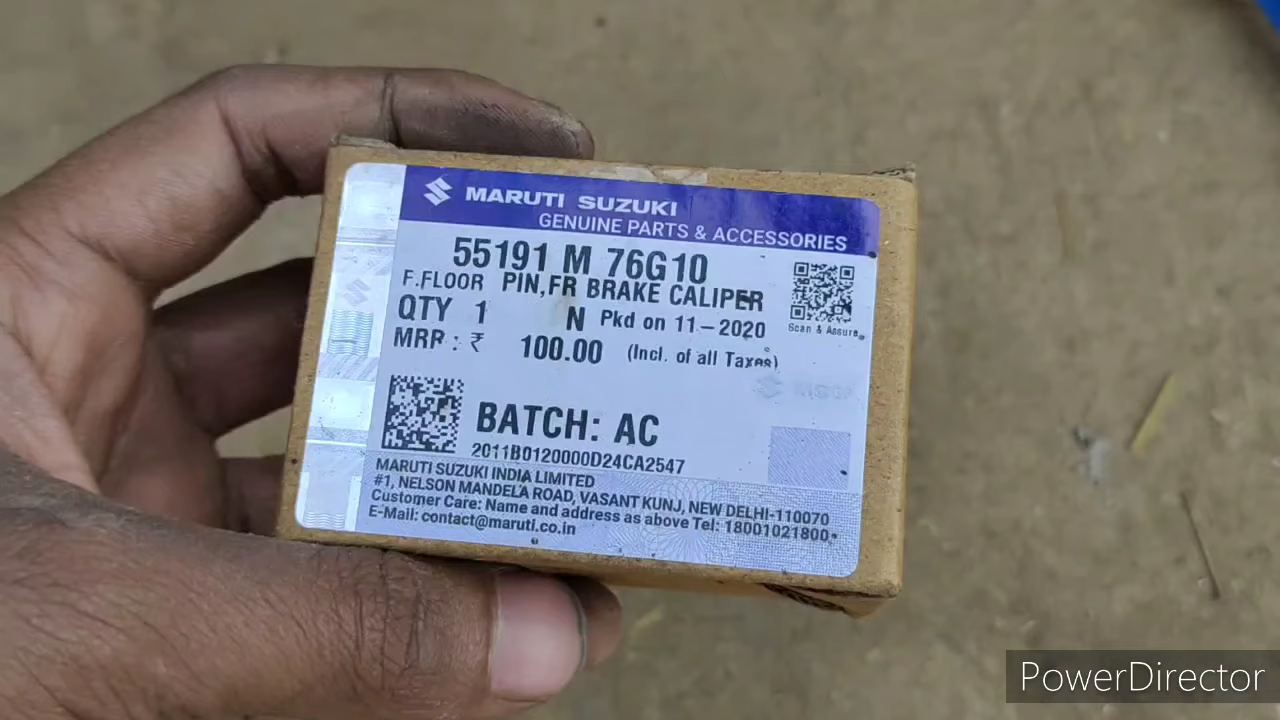 MARUTI SUZUKI
GENUINE PARTS & ACCESSORIES
55191 M 76G10
F.FLOOR PIN,FR BRAKE CALIPER
QTY 1 N Pkd on 11-2020
Scan & Assure
MRP : ₹ 100.00 (Incl. of all Taxes)
BATCH: AC
2011B0120000D24CA2547
MARUTI SUZUKI INDIA LIMITED
#1, NELSON MANDELA ROAD, VASANT KUNJ, NEW DELHI-110070
Customer Care: Name and address as above Tel: 18001021800
E-Mail: contact@maruti.co.in
PowerDirector